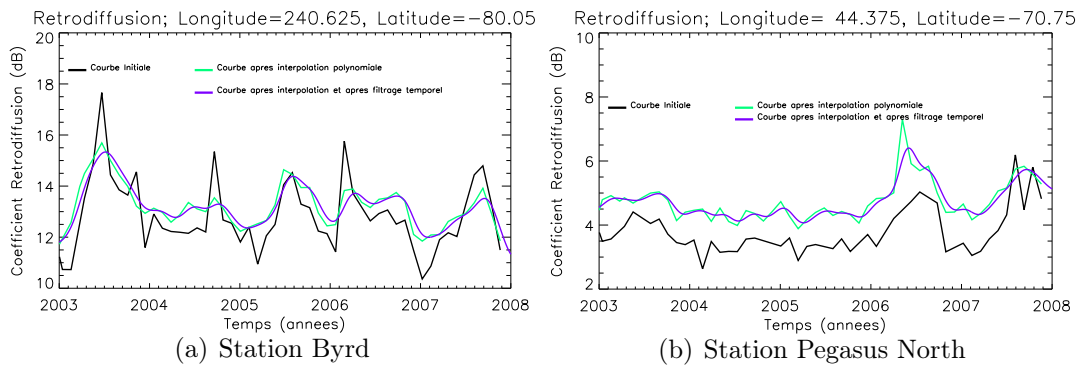 Retrodiffusion; Longitude=240.625, Latitude=−80.05
20
18
16
14
12
10
Coefficient Retrodiffusion (dB)
Courbe Initiale
Courbe apres interpolation polynomiale
Courbe apres interpolation et apres filtrage temporel
2003 2004 2005 2006 2007 2008
Temps (annees)
(a) Station Byrd
Retrodiffusion; Longitude= 44.375, Latitude=−70.75
10
8
6
4
2
Coefficient Retrodiffusion (dB)
Courbe Initiale
Courbe apres interpolation polynomiale
Courbe apres interpolation et apres filtrage temporel
2003 2004 2005 2006 2007 2008
Temps (annees)
(b) Station Pegasus North